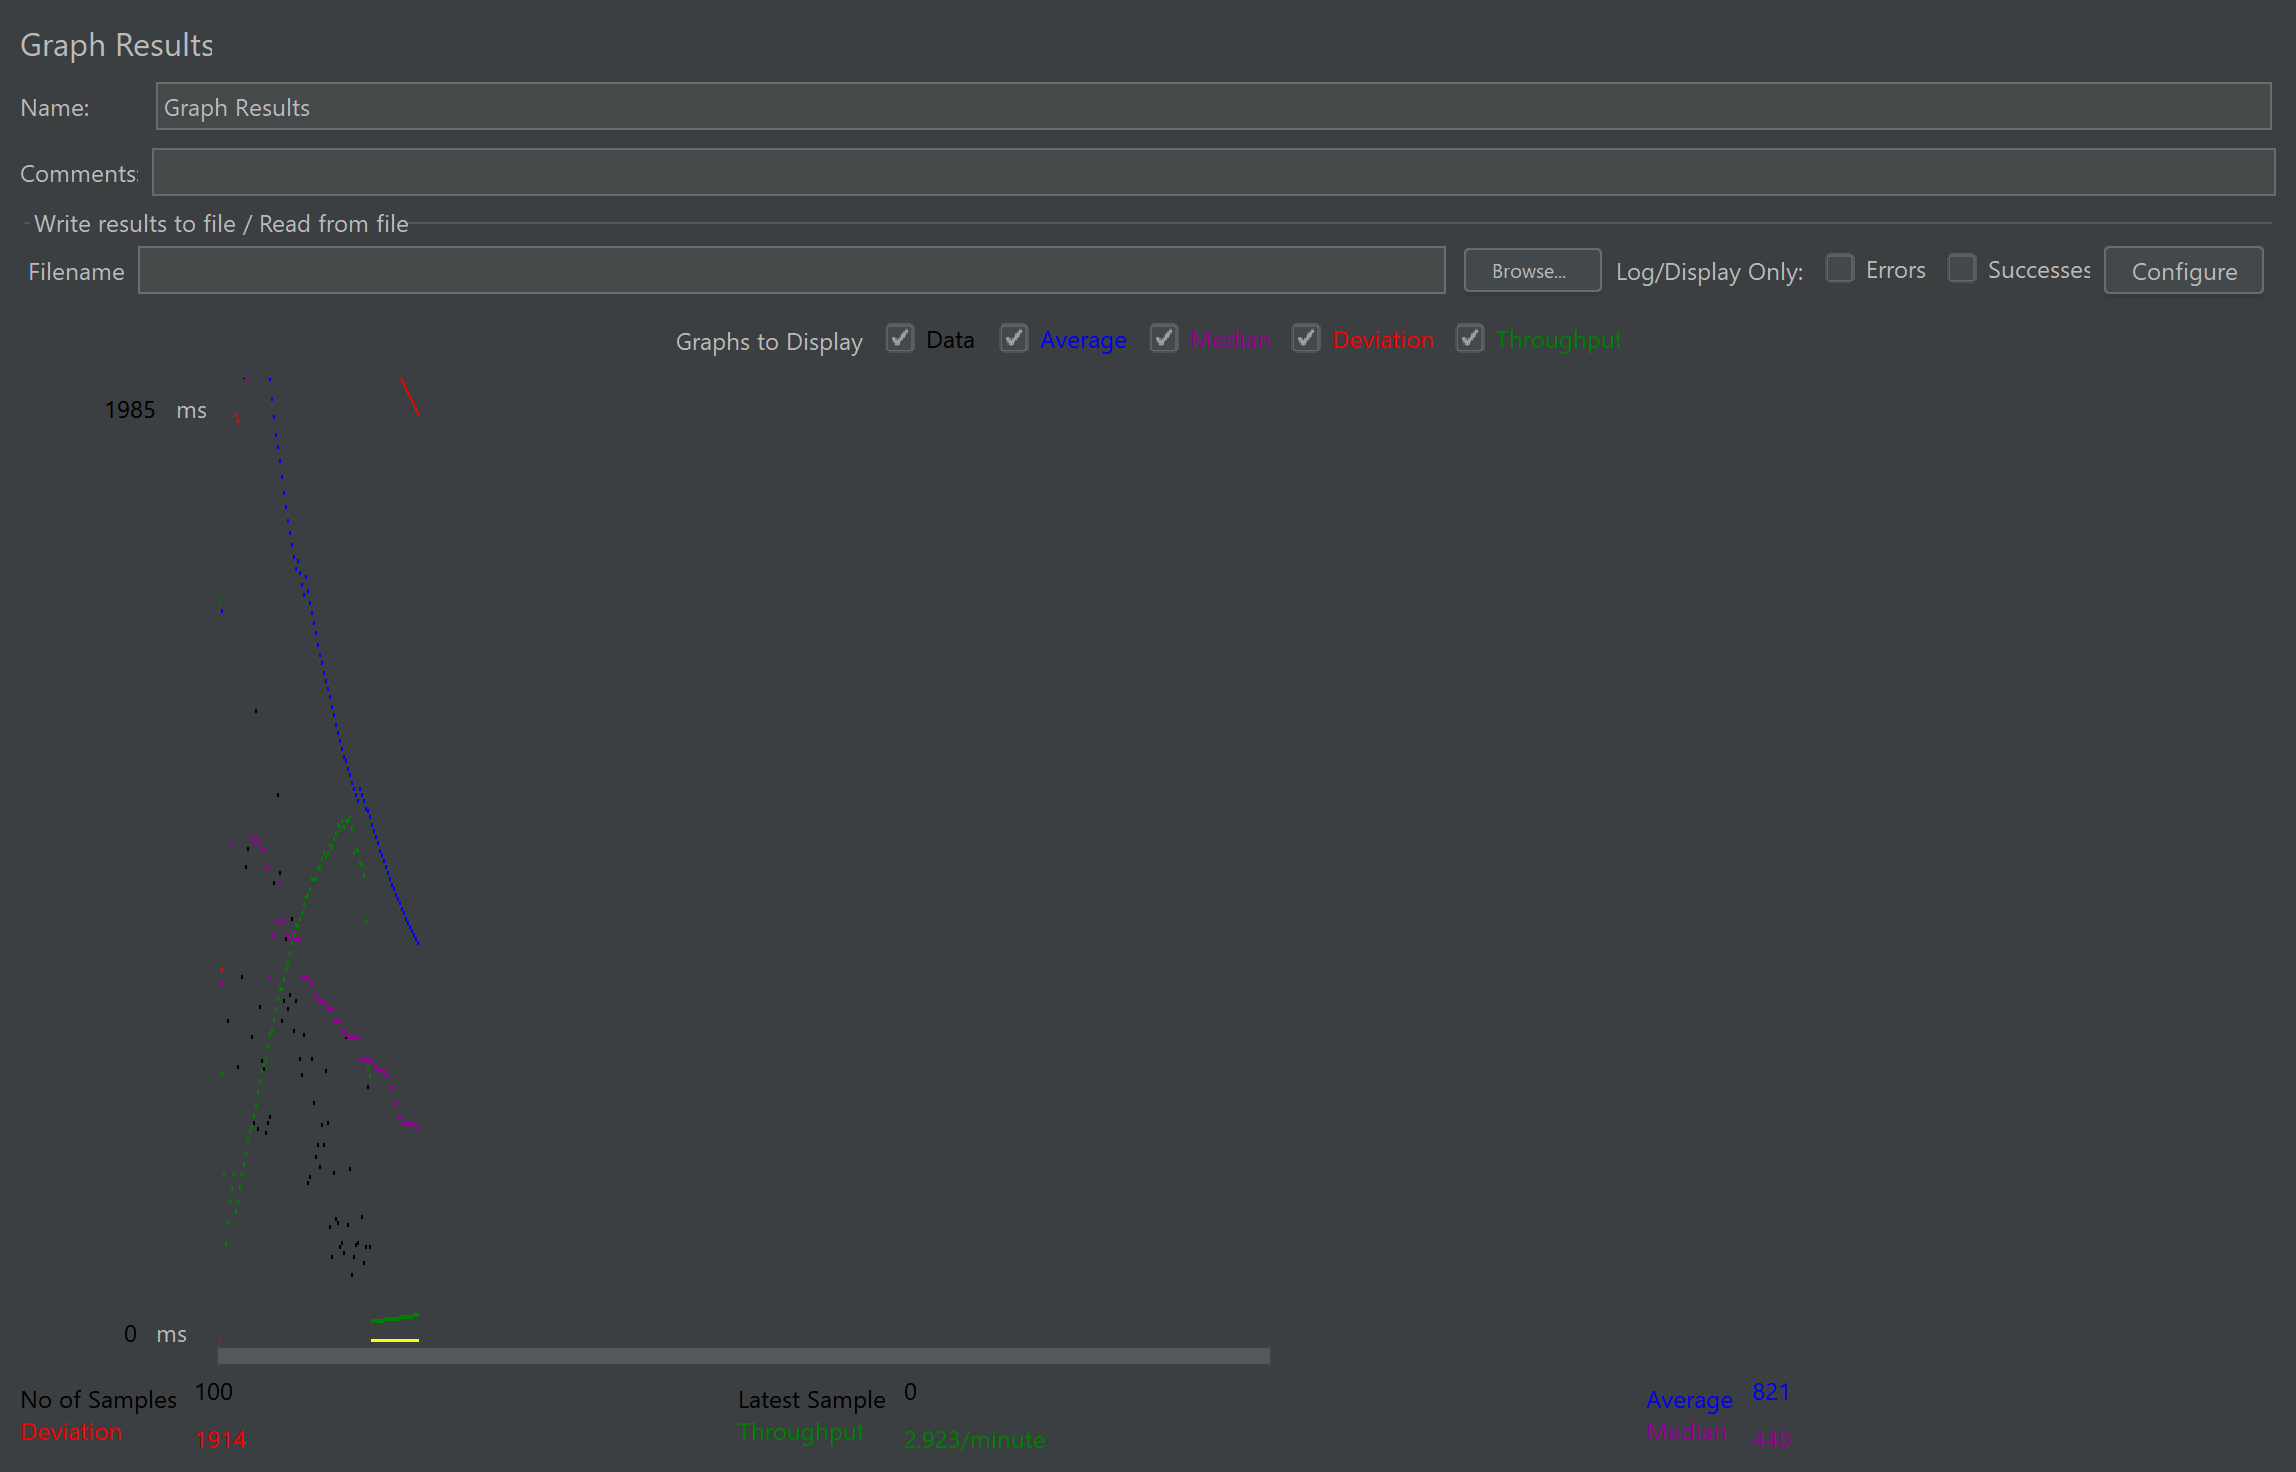 Graph Results
Name: Graph Results
Comments:
Write results to file / Read from file
Filename Browse... Log/Display Only: Errors Successes Configure
Graphs to Display Data Average Median Deviation Throughput
1985 ms
0 ms
No of Samples 100 Latest Sample 0 Average 821
Deviation 1914 Throughput 2.923/minute Median 440